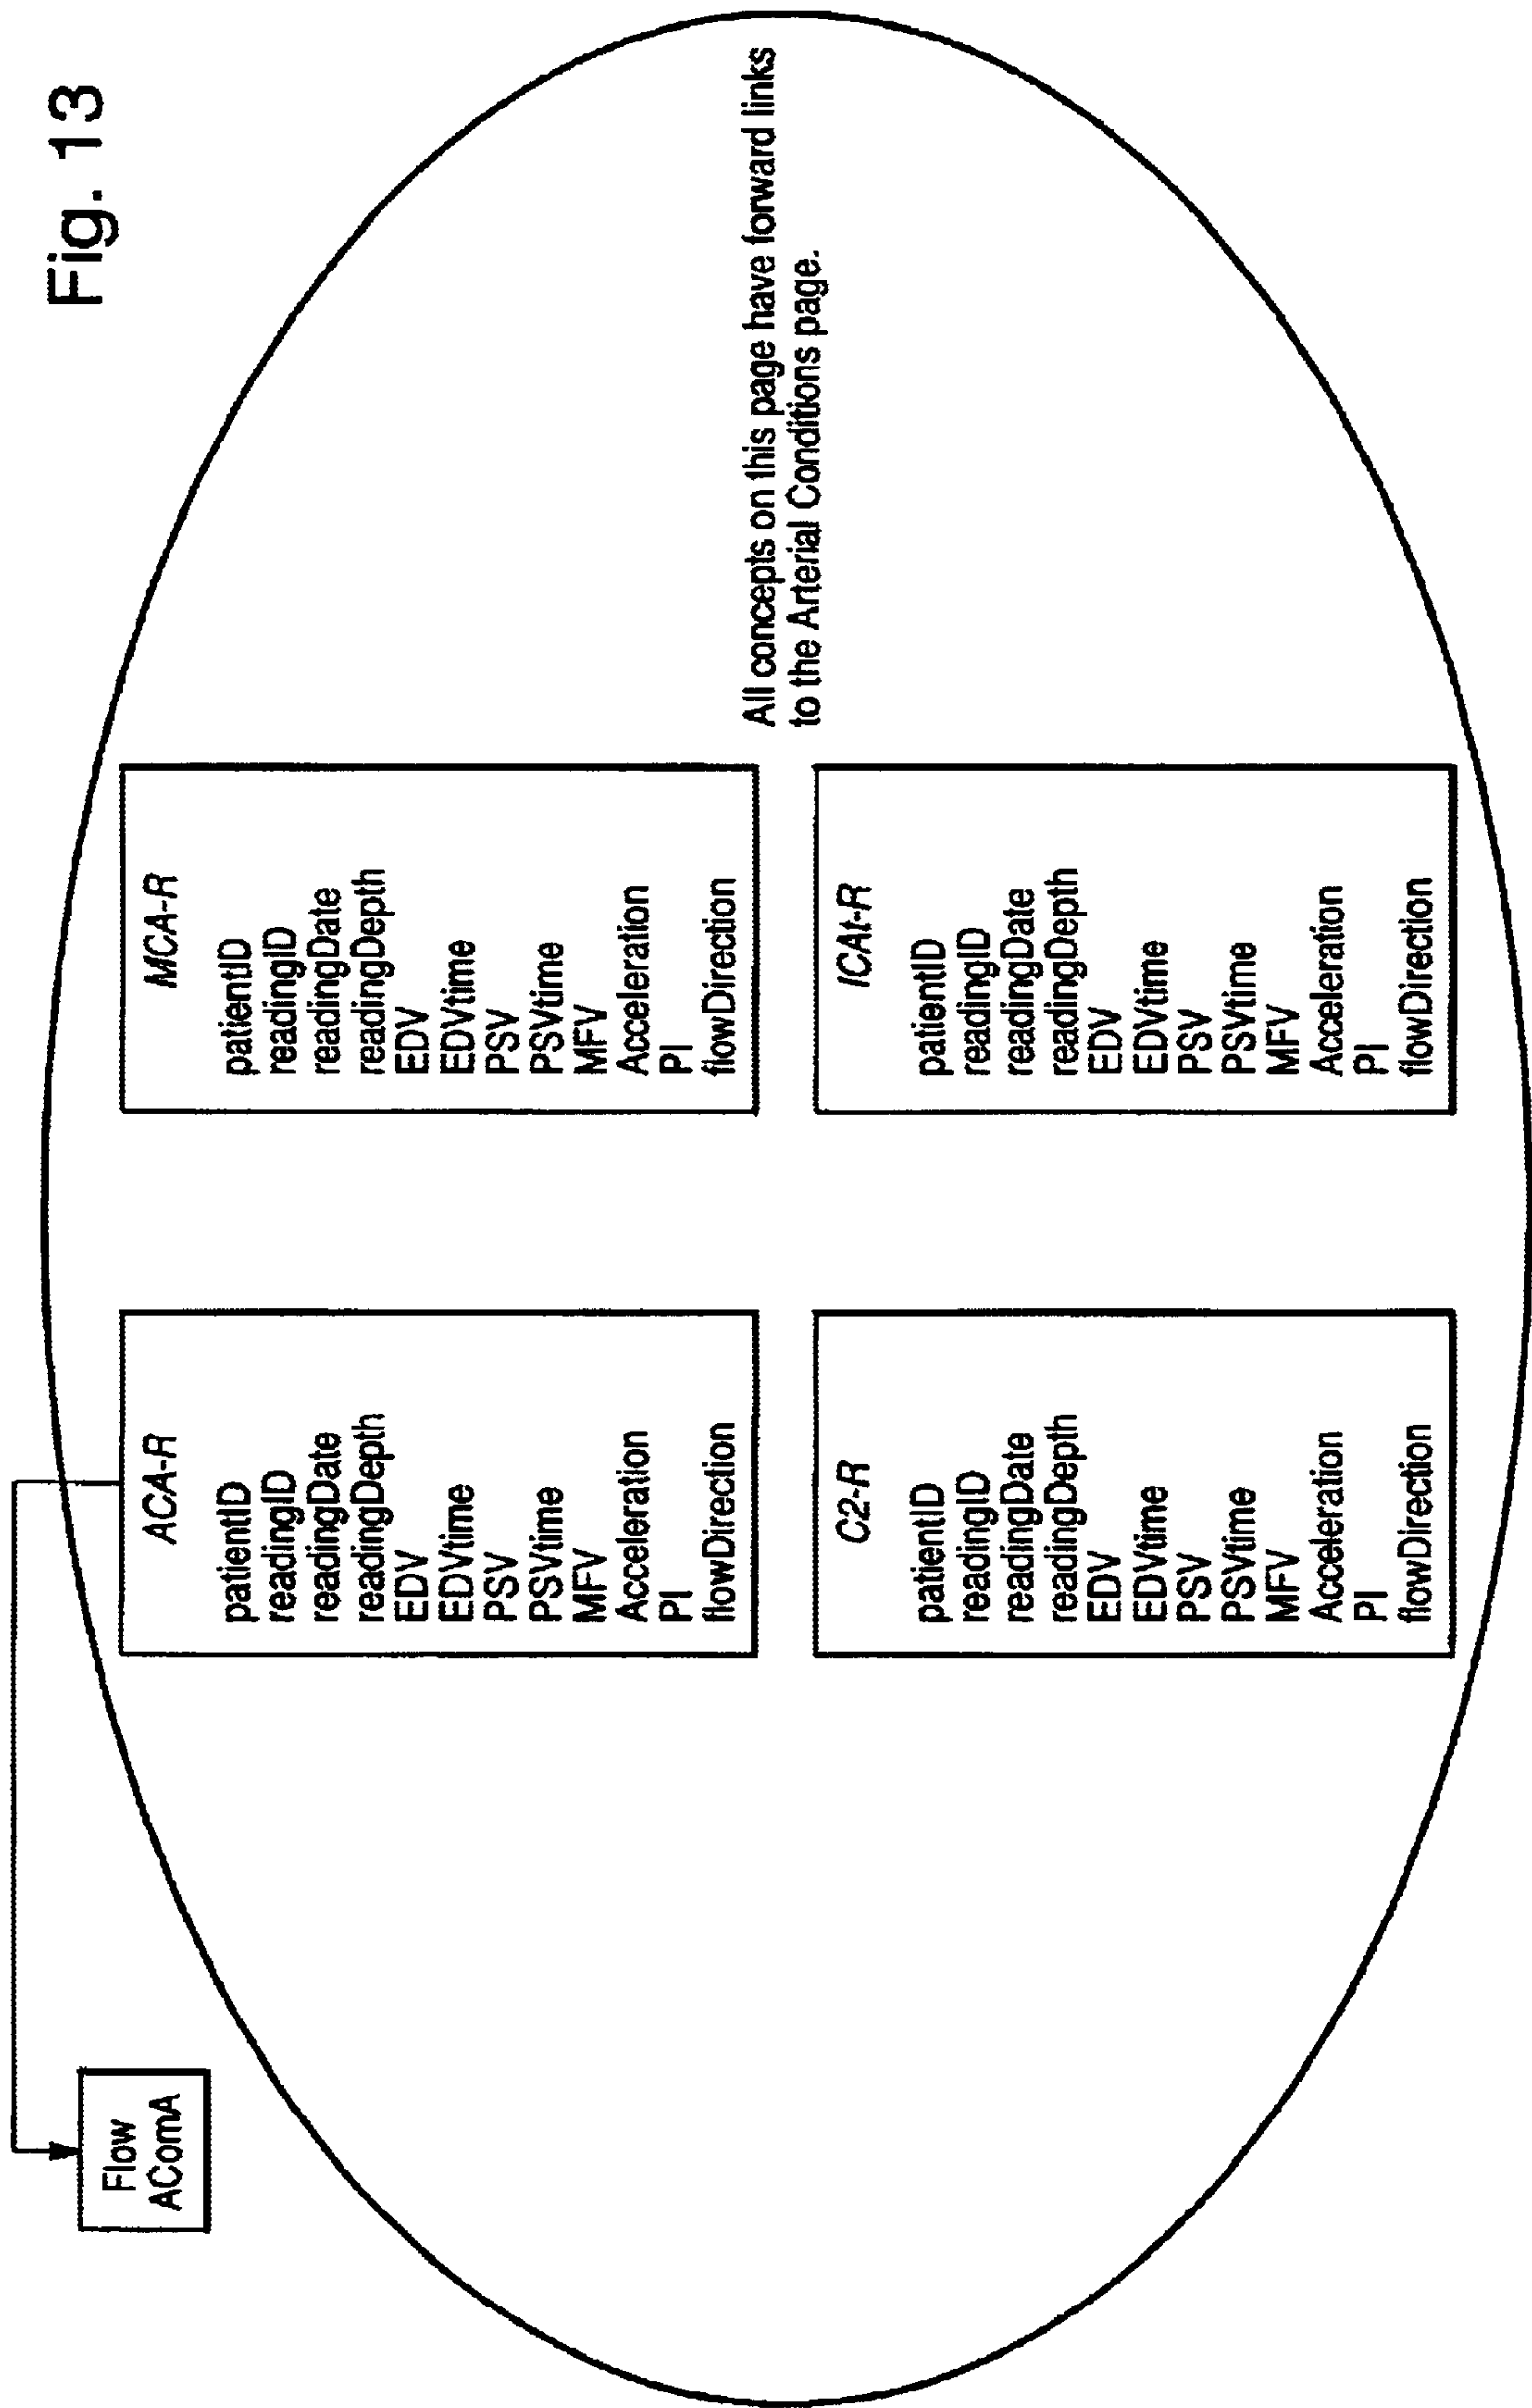 Fig. 13
Flow
AComA
ACA-R
patientID
readingID
readingDate
readingDepth
EDV
EDVtime
PSV
PSVtime
MFV
Acceleration
PI
flowDirection
MCA-R
patientID
readingID
readingDate
readingDepth
EDV
EDVtime
PSV
PSVtime
MFV
Acceleration
PI
flowDirection
C2-R
patientID
readingID
readingDate
readingDepth
EDV
EDVtime
PSV
PSVtime
MFV
Acceleration
PI
flowDirection
ICAt-R
patientID
readingID
readingDate
readingDepth
EDV
EDVtime
PSV
PSVtime
MFV
Acceleration
PI
flowDirection
All concepts on this page have forward links
to the Arterial Conditions page.